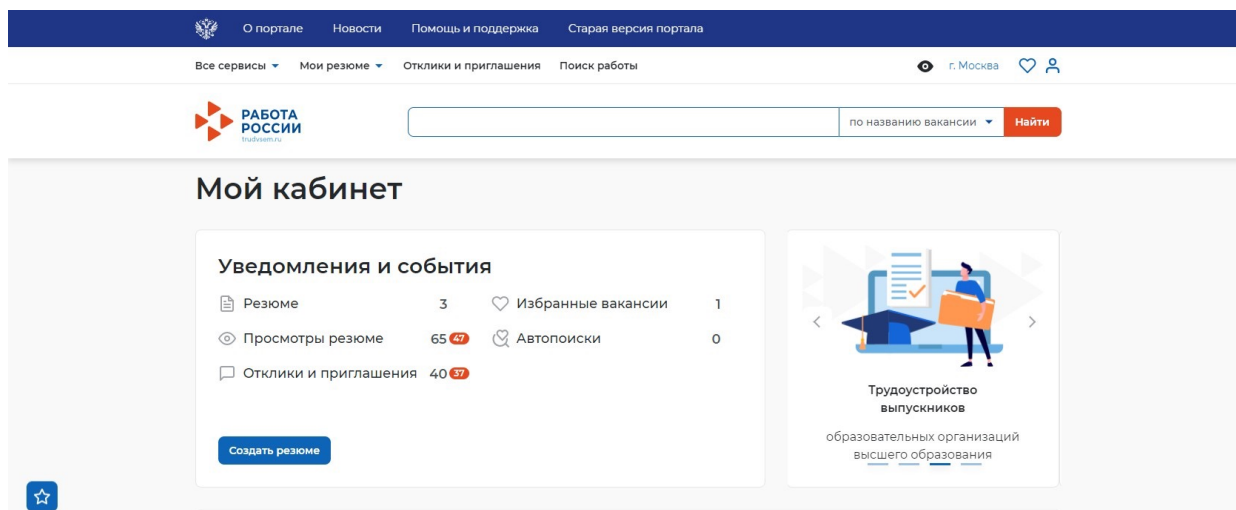 О портале Новости Помощь и поддержка Старая версия портала
Все сервисы Мои резюме Отклики и приглашения Поиск работы г. Москва
РАБОТА
РОССИИ
trudvsem.ru
по названию вакансии Найти
Мой кабинет
Уведомления и события
Резюме 3 Избранные вакансии 1
Просмотры резюме 65 47 Автопоиски 0
Отклики и приглашения 40 37
Создать резюме
Трудоустройство
выпускников
образовательных организаций
высшего образования